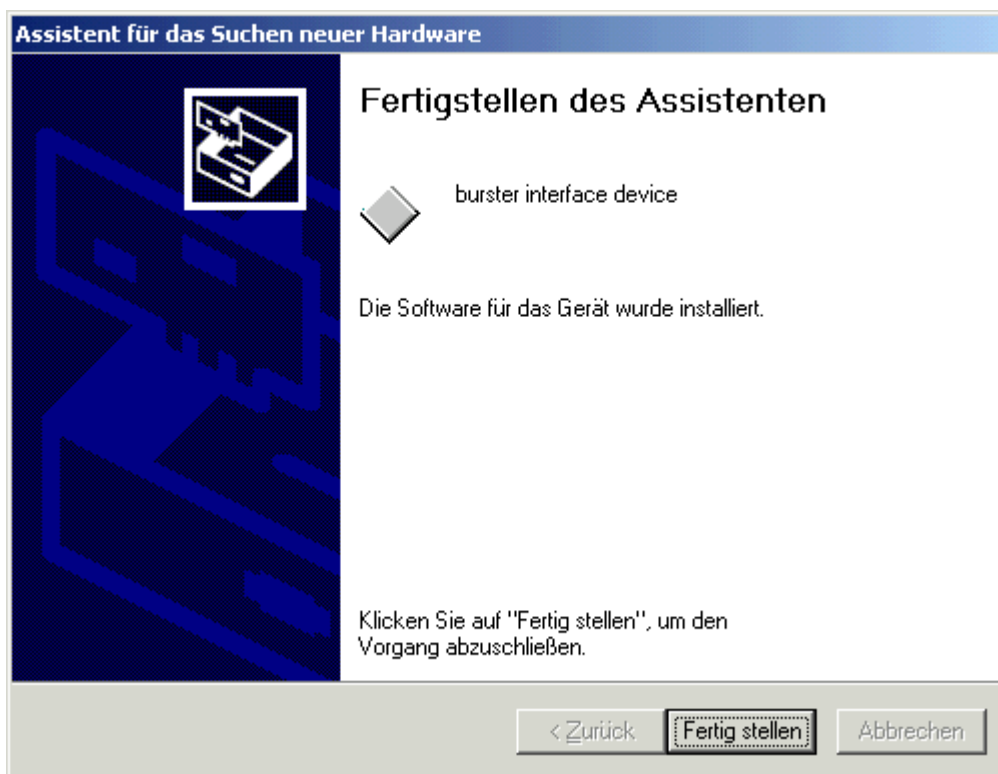 Assistent für das Suchen neuer Hardware
Fertigstellen des Assistenten
burster interface device
Die Software für das Gerät wurde installiert.
Klicken Sie auf "Fertig stellen", um den
Vorgang abzuschließen.
< Zurück
Fertig stellen
Abbrechen